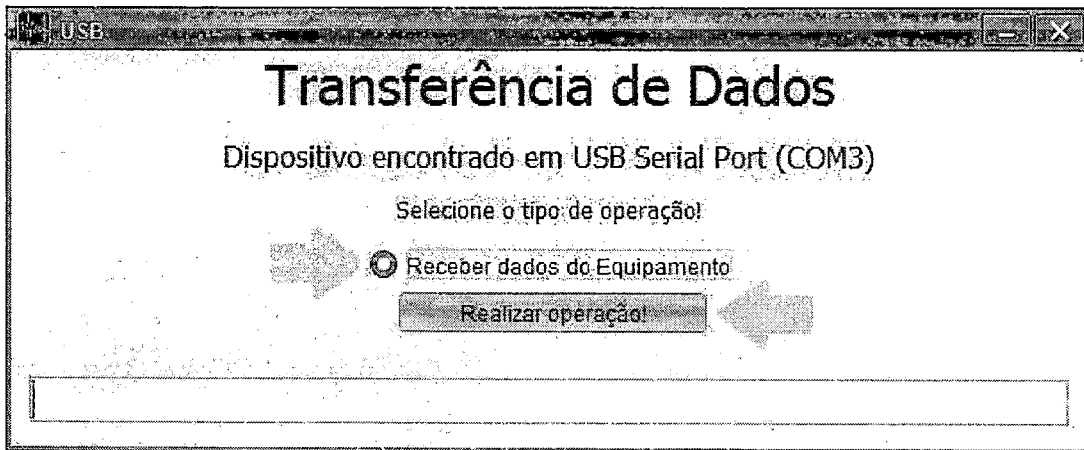 USB
Transferência de Dados
Dispositivo encontrado em USB Serial Port (COM3)
Selecione o tipo de operação!
Receber dados do Equipamento
Realizar operação!